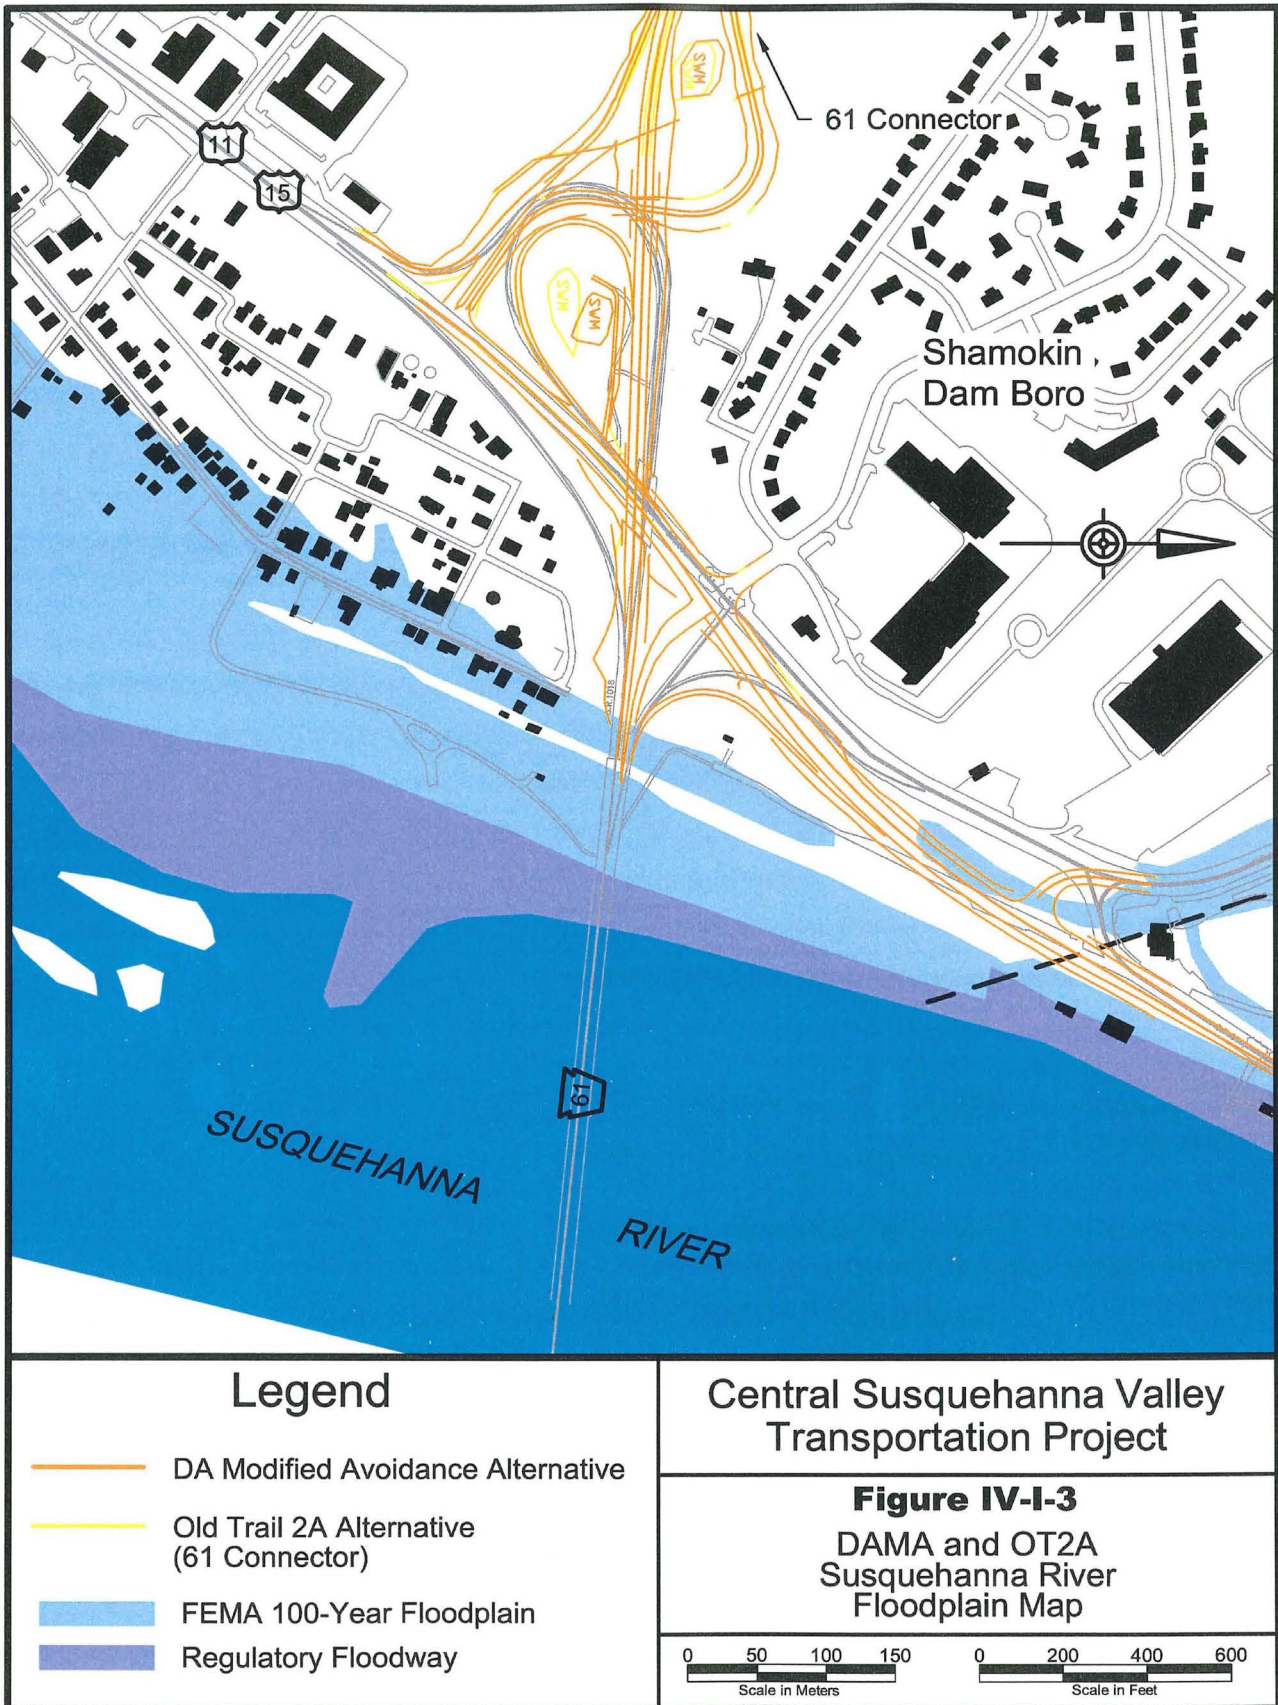 SWM
SWM
61 Connector
11
15
SWM
SWM
Shamokin
Dam Boro
S.R. 1018
61
SUSQUEHANNA
RIVER
Legend
DA Modified Avoidance Alternative
Old Trail 2A Alternative
(61 Connector)
FEMA 100-Year Floodplain
Regulatory Floodway
Central Susquehanna Valley
Transportation Project
Figure IV-I-3
DAMA and OT2A
Susquehanna River
Floodplain Map
0 50 100 150
Scale in Meters
0 200 400 600
Scale in Feet